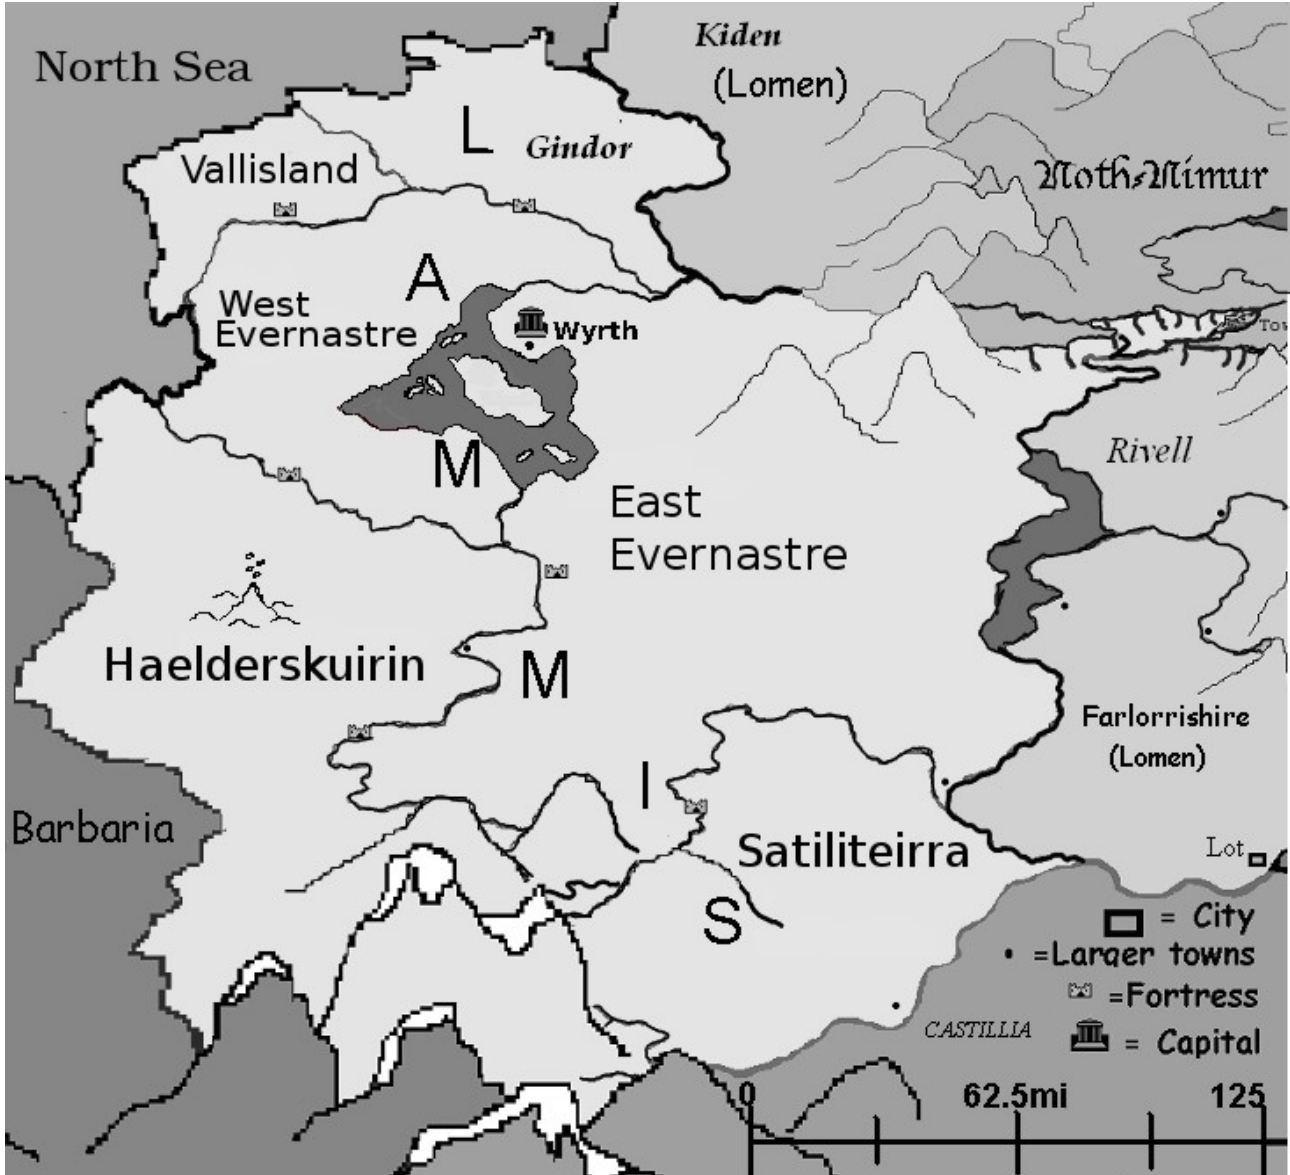 Kiden
(Lomen)
North Sea
L
Gindor
Vallisland
Noth-Nimur
A
West
Evernastre
Wyrth
Rivell
M
East
Evernastre
Haelderskuirin
M
Farlorrishire
(Lomen)
I
Barbaria
Satiliteirra
Lot
S
= City
=Larger towns
=Fortress
CASTILLIA
= Capital
0
62.5mi
125